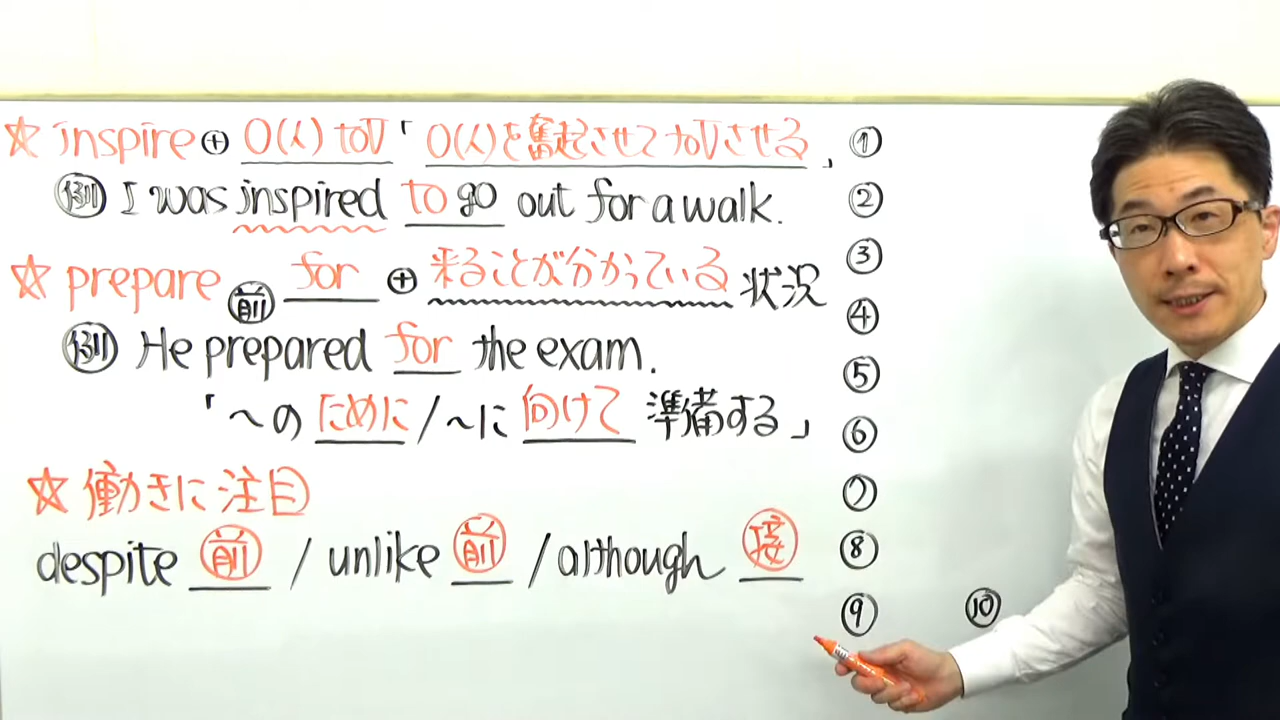 ☆ inspire ⊕ O(人) toV 「O(人)を奮起させて toVさせる」
例 I was inspired to go out for a walk.
☆ prepare 前 for ⊕ 来ることが分かっている 状況
例 He prepared for the exam.
「～の ために / ～に 向けて 準備する」
☆ 働きに注目
despite 前 / unlike 前 / although 接
①
②
③
④
⑤
⑥
⑦
⑧
⑨ ⑩